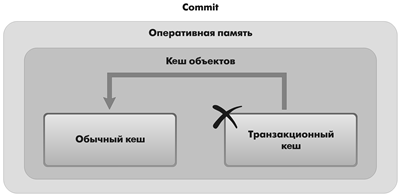 Commit
Оперативная память
Кеш объектов
Обычный кеш
Транзакционный
кеш